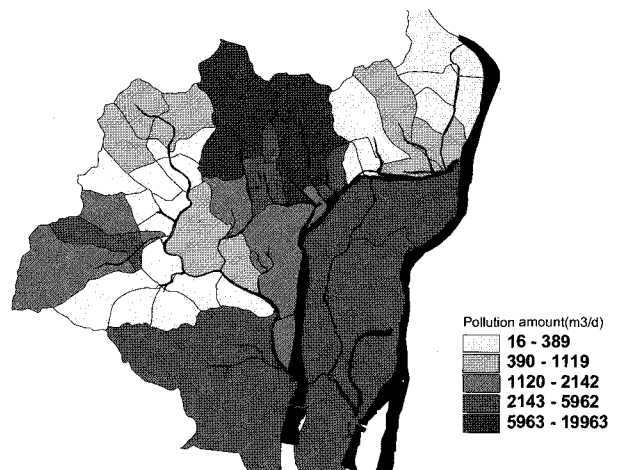 Pollution amount(m3/d)
16 - 389
390 - 1119
1120 - 2142
2143 - 5962
5963 - 19963